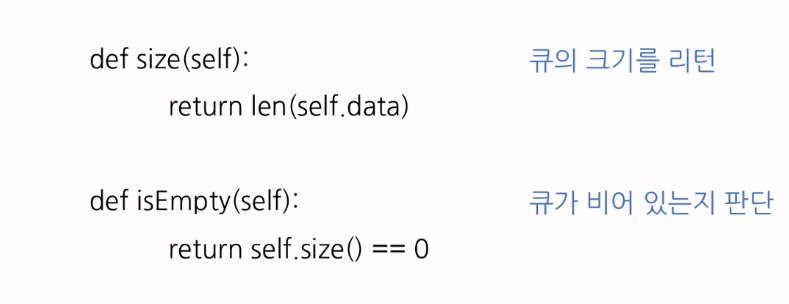 def size(self): 큐의 크기를 리턴
return len(self.data)
def isEmpty(self): 큐가 비어 있는지 판단
return self.size() == 0